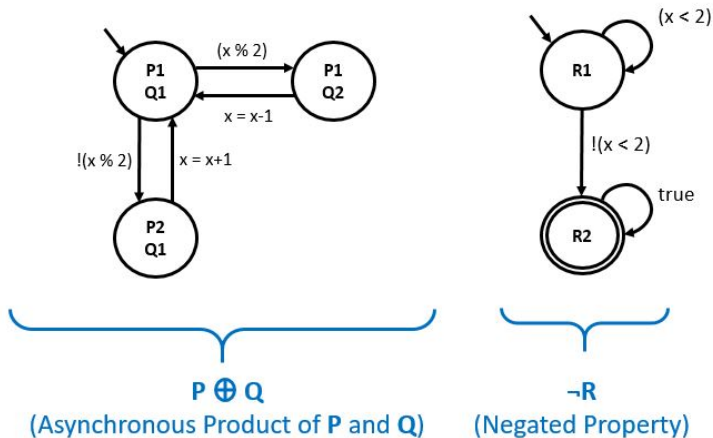 P1
Q1
(x % 2)
P1
Q2
x = x-1
!(x % 2)
x = x+1
P2
Q1
P ⊕ Q
(Asynchronous Product of P and Q)
(x < 2)
R1
!(x < 2)
true
R2
¬R
(Negated Property)